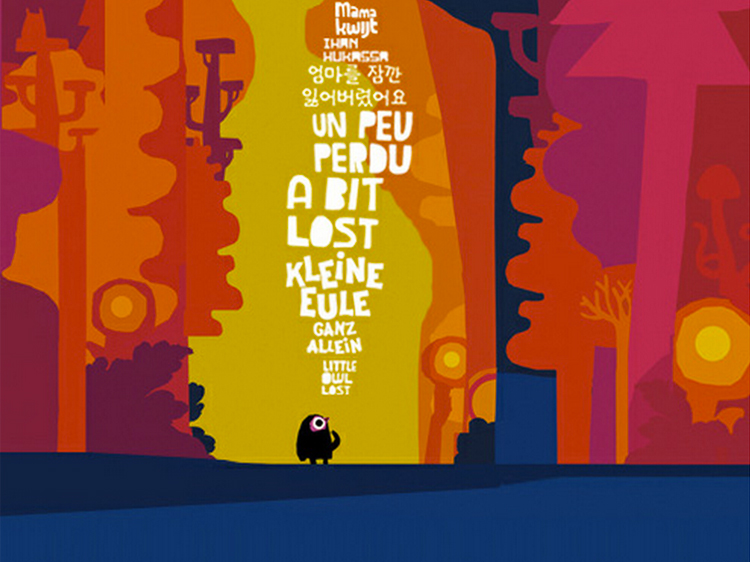 Mama
kwijt
IHAN
HUKASSA
엄마를 잠깐
잃어버렸어요
UN PEU
PERDU
A BIT
LOST
KLEINE
EULE
GANZ
ALLEIN
LITTLE
OWL
LOST